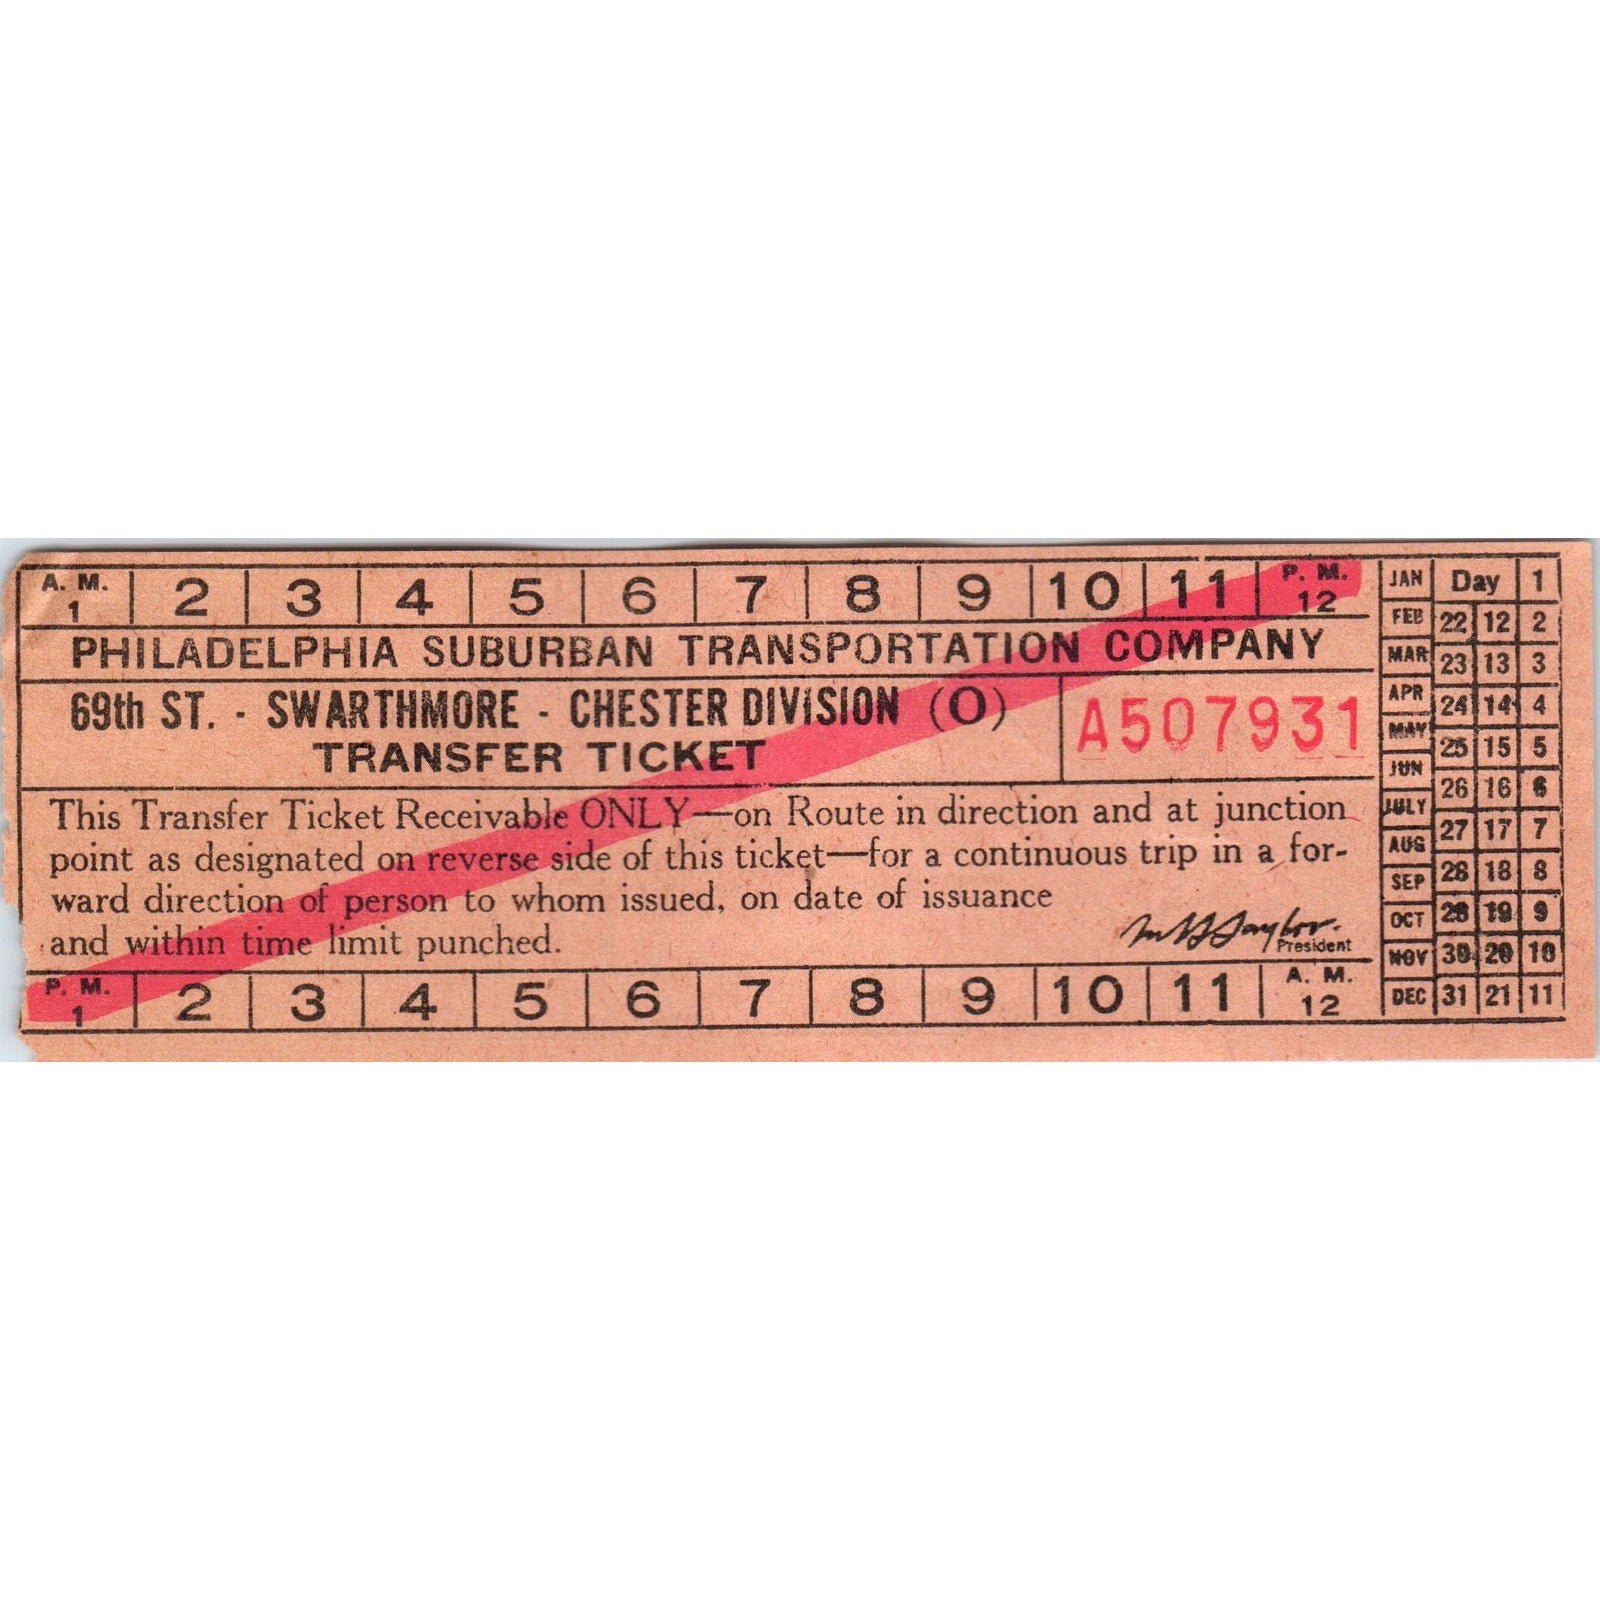 A. M. 1 2 3 4 5 6 7 8 9 10 11 P. M. 12
PHILADELPHIA SUBURBAN TRANSPORTATION COMPANY
69th ST. - SWARTHMORE - CHESTER DIVISION (O)
TRANSFER TICKET
A507931
This Transfer Ticket Receivable ONLY—on Route in direction and at junction
point as designated on reverse side of this ticket—for a continuous trip in a for-
ward direction of person to whom issued, on date of issuance
and within time limit punched.
President
P. M. 1 2 3 4 5 6 7 8 9 10 11 A. M. 12
JAN Day 1
FEB 22 12 2
MAR 23 13 3
APR 24 14 4
MAY 25 15 5
JUN 26 16 6
JULY 27 17 7
AUG 28 18 8
SEP 29 19 9
OCT 30 20 10
NOV 31 21 11
DEC